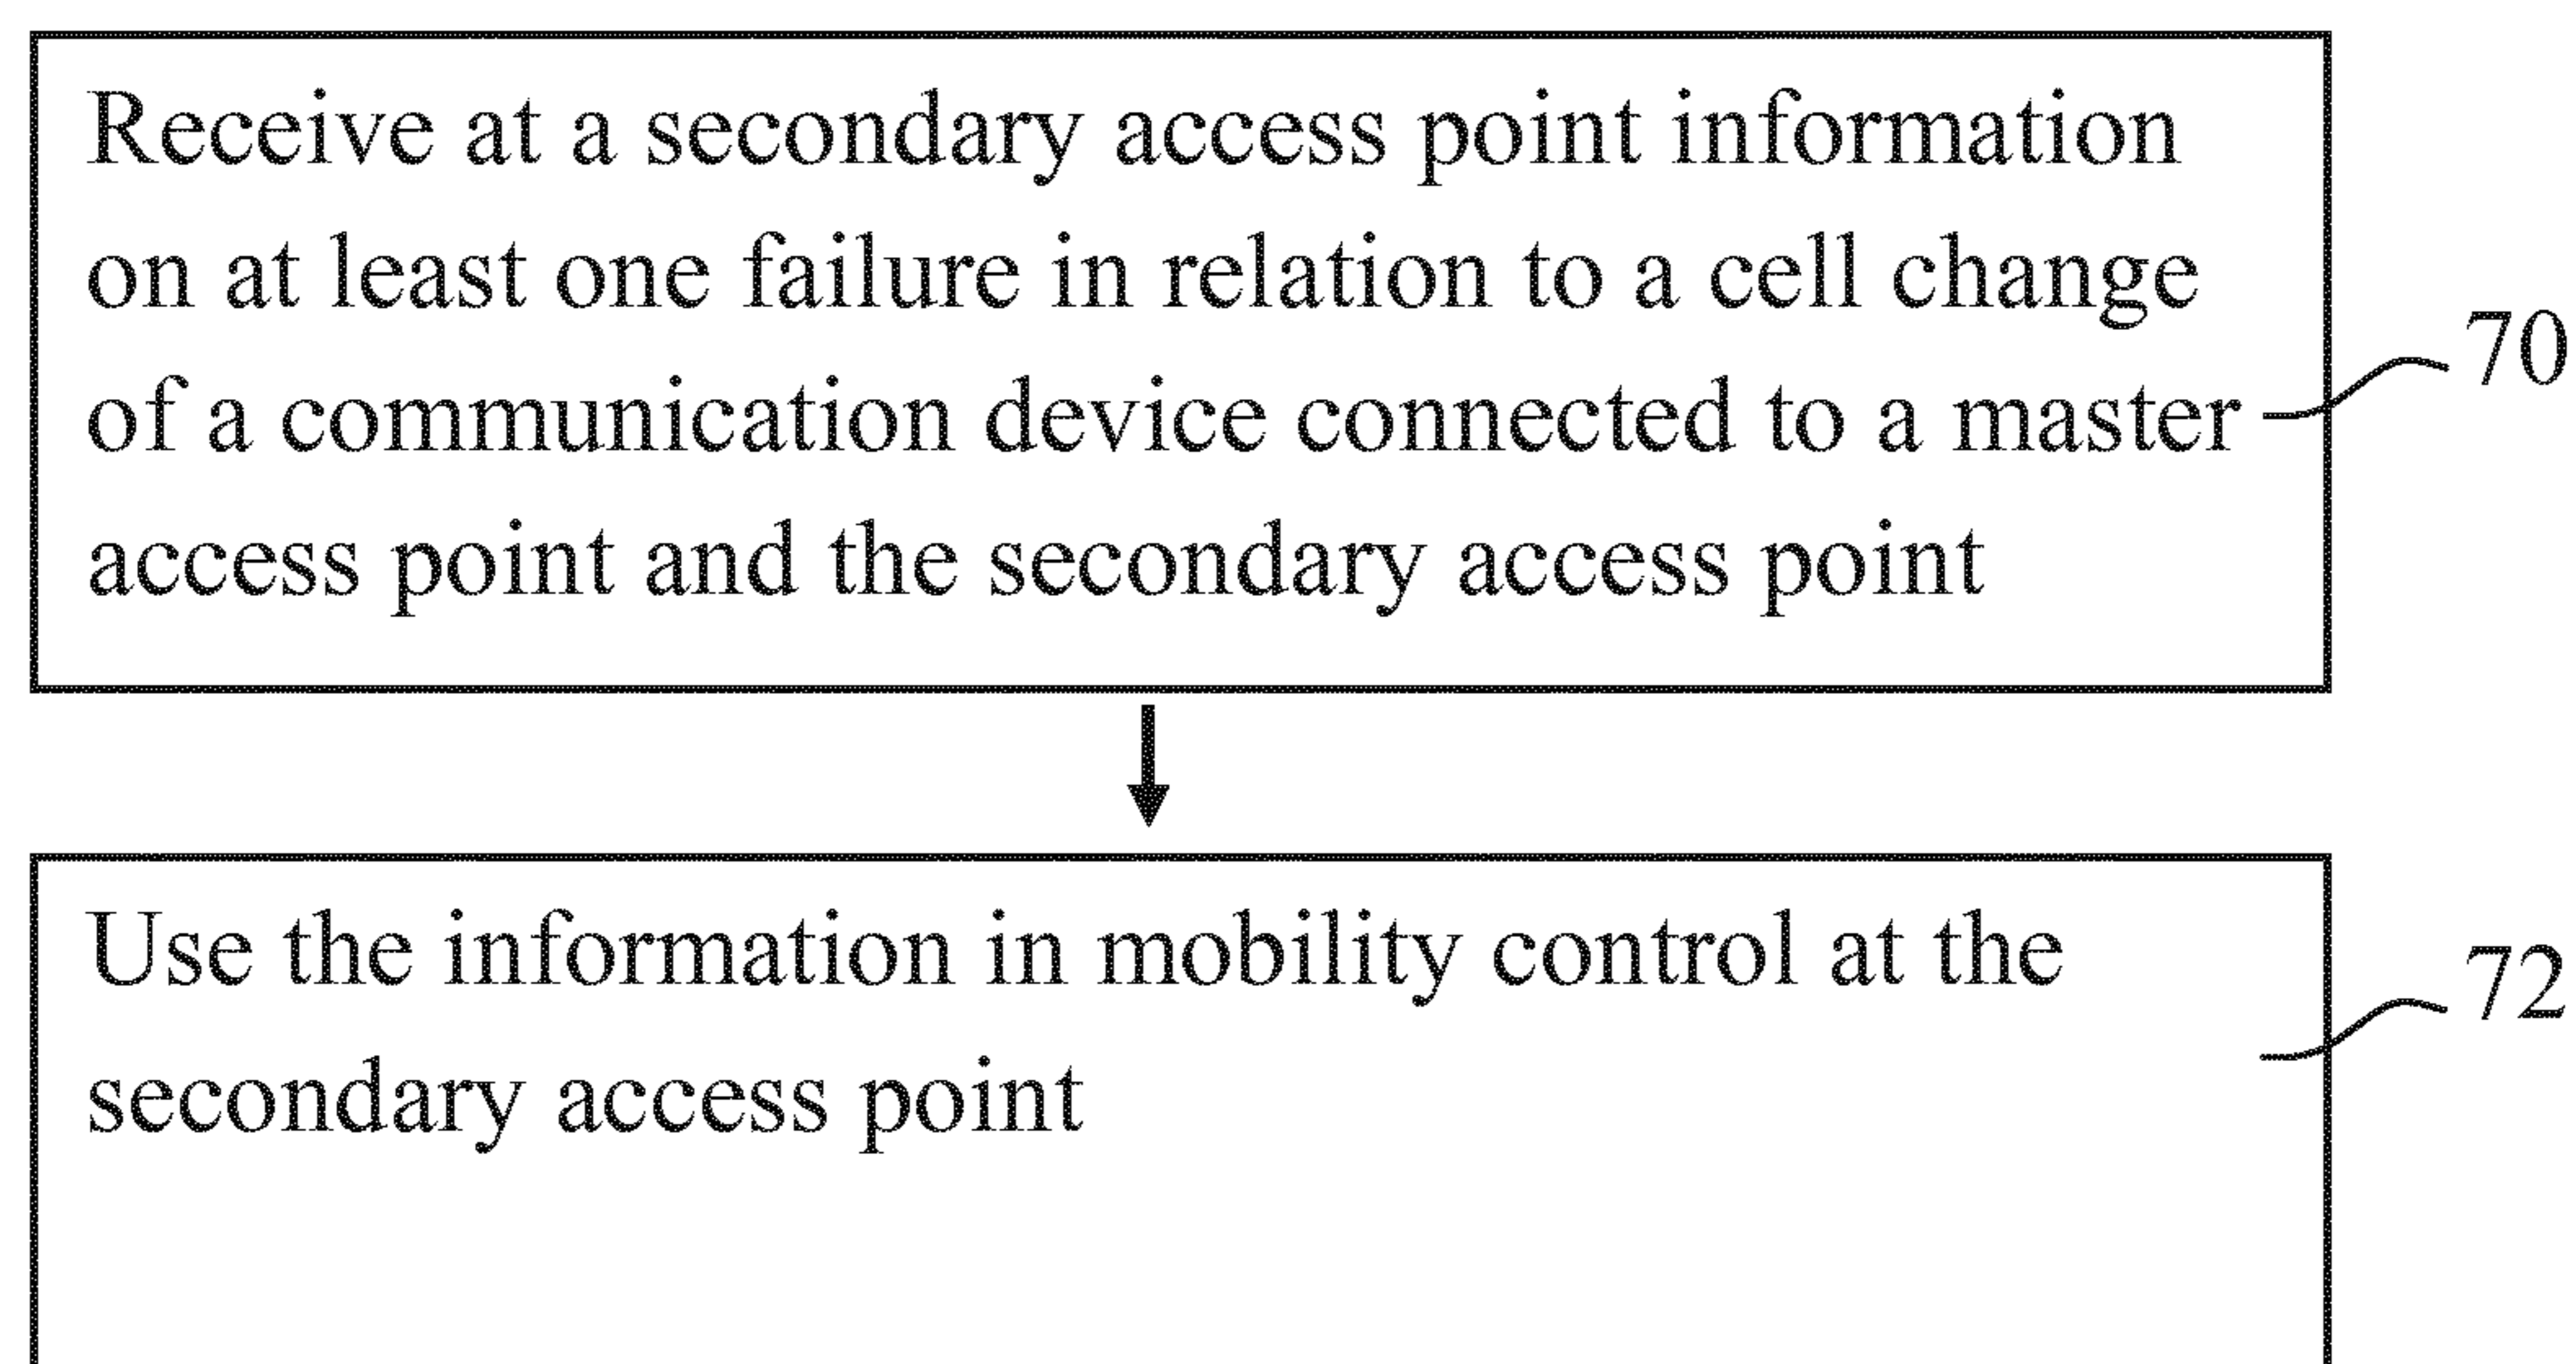 Receive at a secondary access point information
on at least one failure in relation to a cell change
of a communication device connected to a master
access point and the secondary access point
70
Use the information in mobility control at the
secondary access point
72